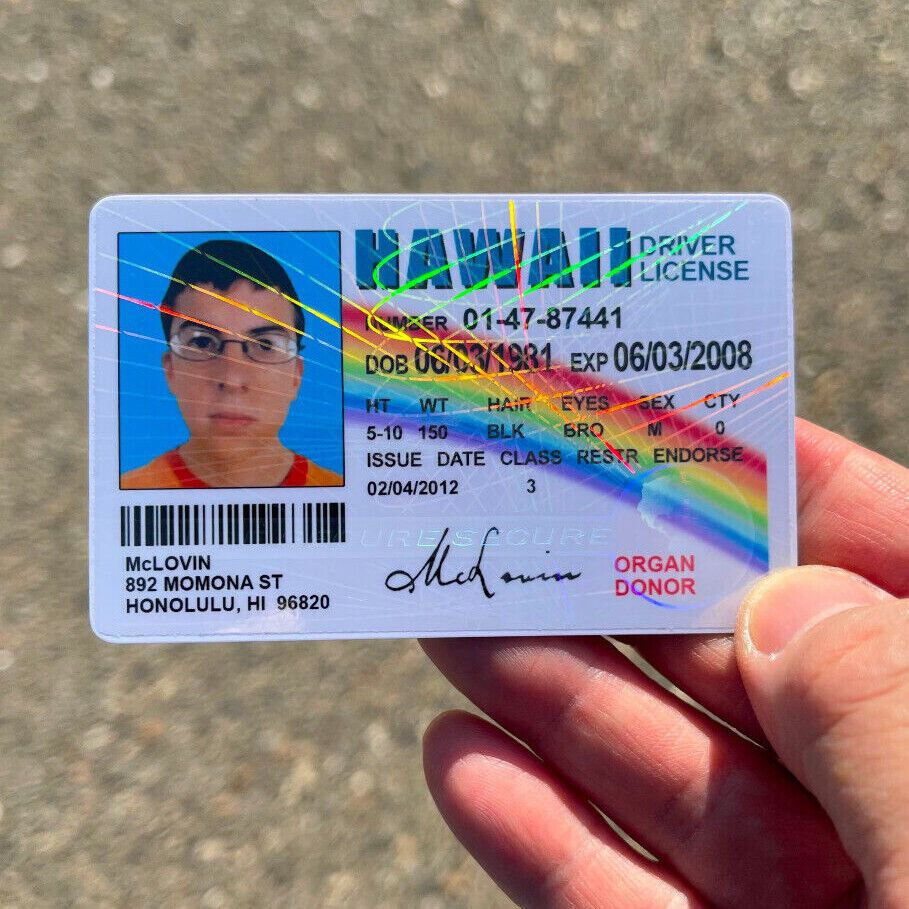 HAWAII DRIVER
LICENSE
NUMBER 01-47-87441
DOB 06/03/1981 EXP 06/03/2008
HT WT HAIR EYES SEX CTY
5-10 150 BLK BRO M 0
ISSUE DATE CLASS RESTR ENDORSE
02/04/2012 3
URE SECURE
McLOVIN
892 MOMONA ST
HONOLULU, HI 96820
McLovin
ORGAN
DONOR